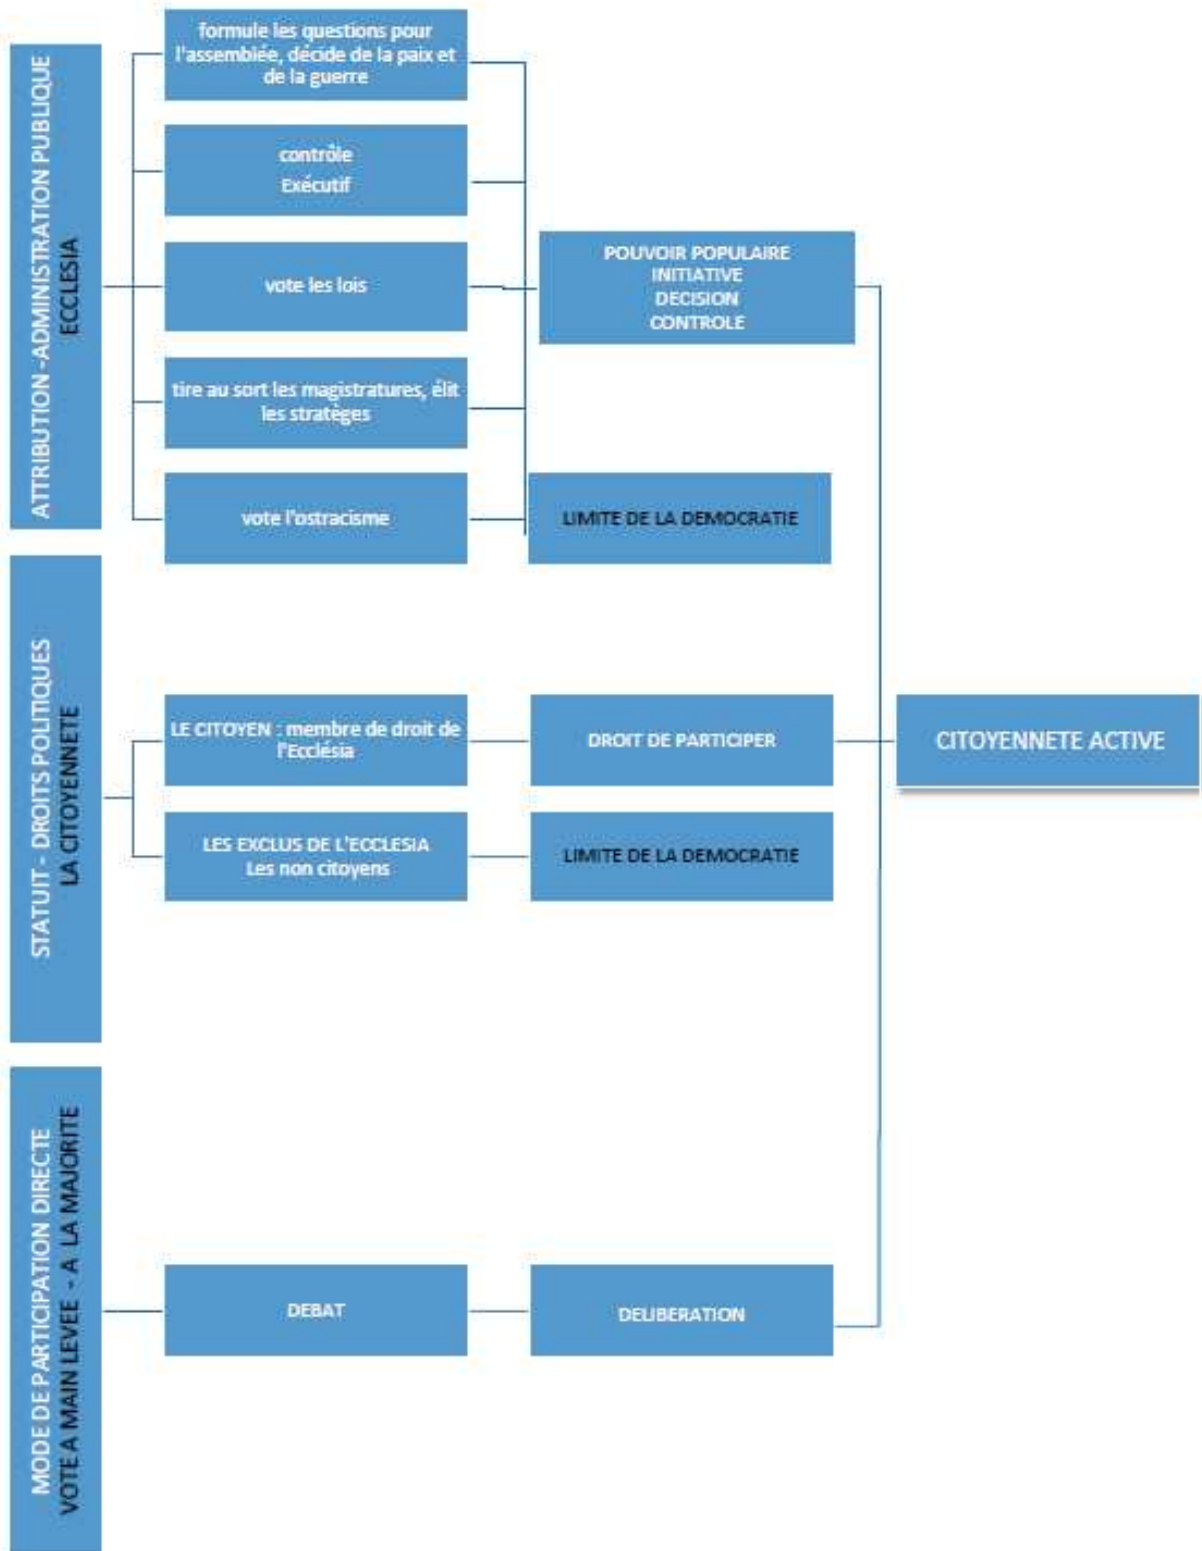 ATTRIBUTION -ADMINISTRATION PUBLIQUE
ECCLESIA
formule les questions pour
l'assemblée, décide de la paix et
de la guerre
contrôle
Exécutif
vote les lois
tire au sort les magistratures, élit
les stratèges
vote l'ostracisme
POUVOIR POPULAIRE
INITIATIVE
DECISION
CONTROLE
LIMITE DE LA DEMOCRATIE
STATUIT - DROITS POLITIQUES
LA CITOYENNETE
LE CITOYEN : membre de droit de
l'Ecclésia
DROIT DE PARTICIPER
LES EXCLUS DE L'ECCLESIA
Les non citoyens
LIMITE DE LA DEMOCRATIE
CITOYENNETE ACTIVE
MODE DE PARTICIPATION DIRECTE
VOTE A MAIN LEVEE - A LA MAJORITE
DEBAT
DELIBERATION